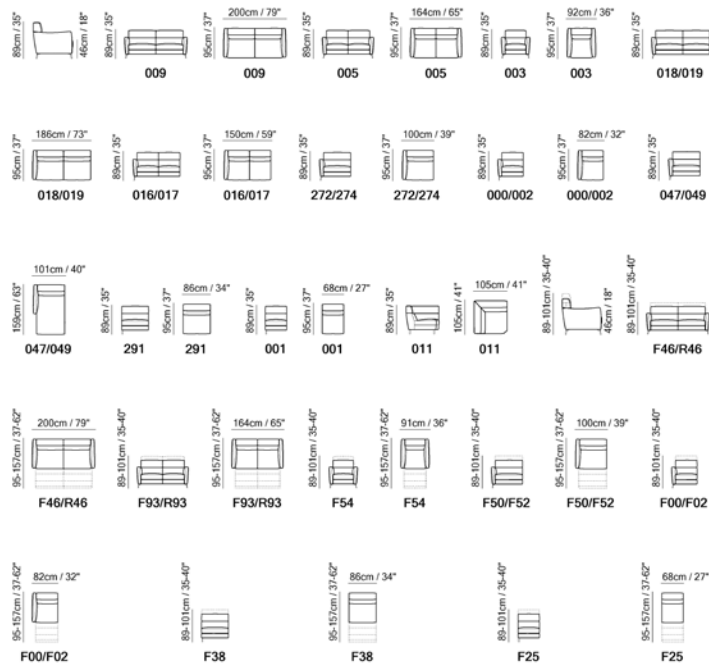 89cm / 35"
46cm / 18"
89cm / 35"
009
200cm / 79"
95cm / 37"
009
89cm / 35"
005
164cm / 65"
95cm / 37"
005
89cm / 35"
003
92cm / 36"
95cm / 37"
003
89cm / 35"
018/019
186cm / 73"
95cm / 37"
018/019
89cm / 35"
016/017
150cm / 59"
95cm / 37"
016/017
89cm / 35"
272/274
100cm / 39"
95cm / 37"
272/274
89cm / 35"
000/002
82cm / 32"
95cm / 37"
000/002
89cm / 35"
047/049
101cm / 40"
159cm / 63"
047/049
89cm / 35"
291
86cm / 34"
95cm / 37"
291
89cm / 35"
001
68cm / 27"
95cm / 37"
001
89cm / 35"
011
105cm / 41"
105cm / 41"
011
89-101cm / 35-40"
46cm / 18"
89-101cm / 35-40"
F46/R46
200cm / 79"
95-157cm / 37-62"
F46/R46
89-101cm / 35-40"
F93/R93
164cm / 65"
95-157cm / 37-62"
F93/R93
89-101cm / 35-40"
F54
91cm / 36"
95-157cm / 37-62"
F54
89-101cm / 35-40"
F50/F52
100cm / 39"
95-157cm / 37-62"
F50/F52
89-101cm / 35-40"
F00/F02
82cm / 32"
95-157cm / 37-62"
F00/F02
89-101cm / 35-40"
F38
86cm / 34"
95-157cm / 37-62"
F38
89-101cm / 35-40"
F25
68cm / 27"
95-157cm / 37-62"
F25